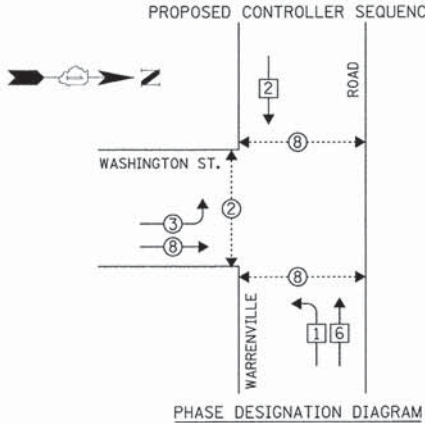 PROPOSED CONTROLLER SEQUENC
N
ROAD
2
8
WASHINGTON ST.
2
3
8
8
1 6
WARRENVILLE
PHASE DESIGNATION DIAGRAM